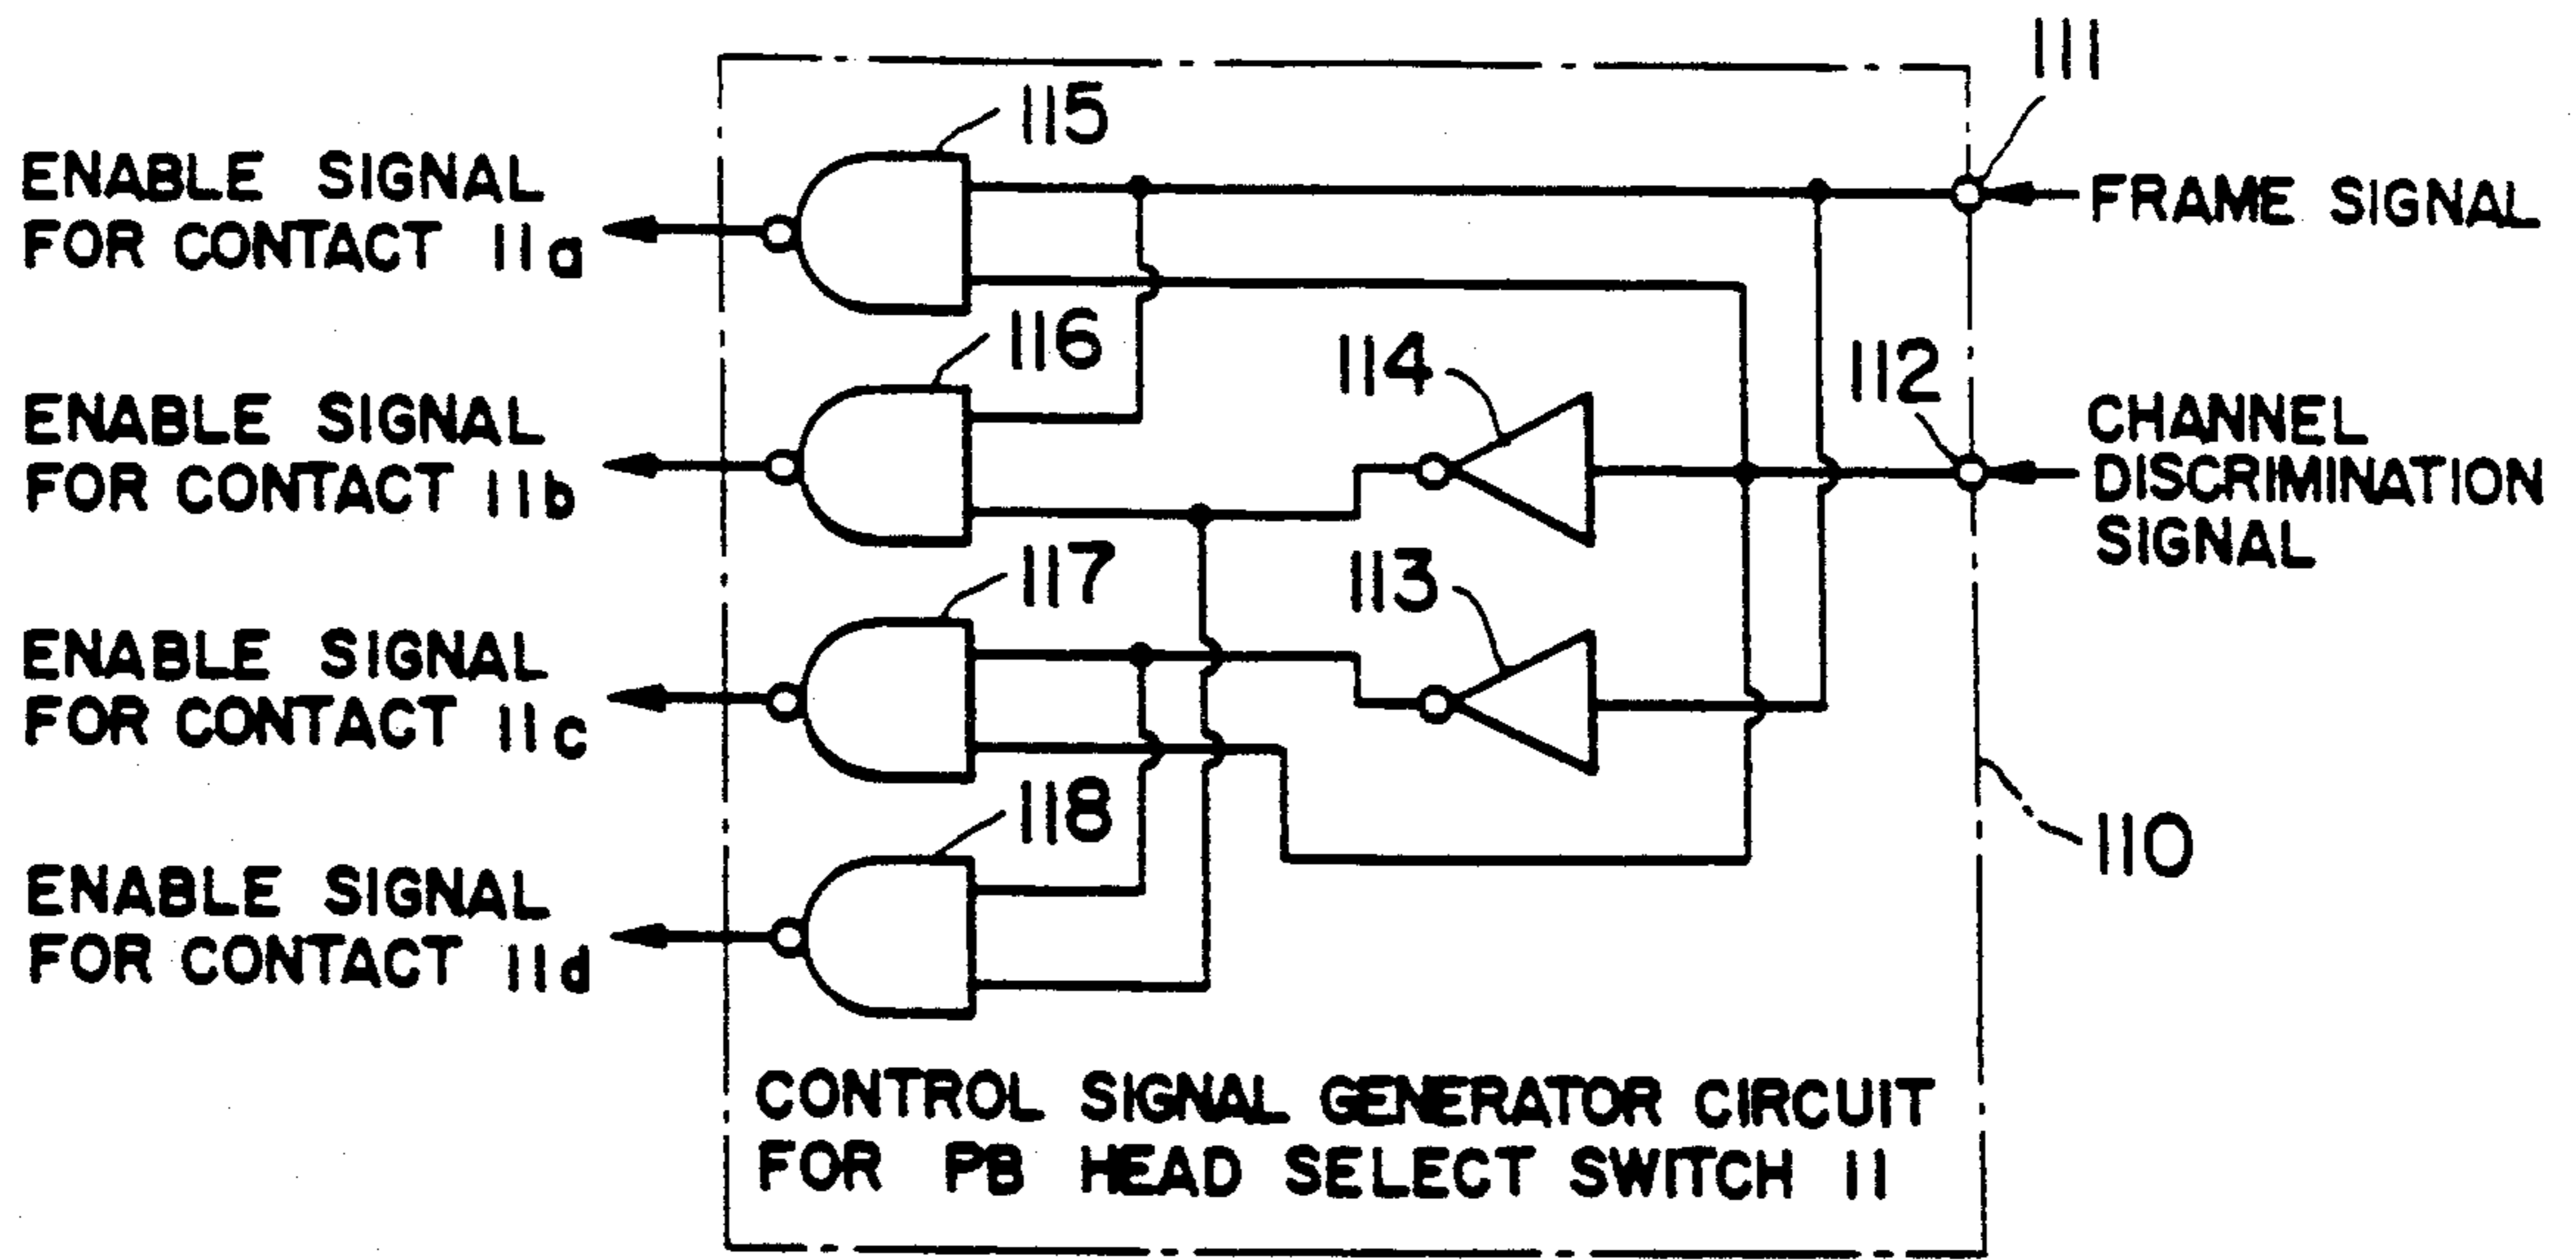 111
115
ENABLE SIGNAL
FOR CONTACT 11a
FRAME SIGNAL
116
114
112
ENABLE SIGNAL
FOR CONTACT 11b
CHANNEL
DISCRIMINATION
SIGNAL
117
113
ENABLE SIGNAL
FOR CONTACT 11c
118
110
ENABLE SIGNAL
FOR CONTACT 11d
CONTROL SIGNAL GENERATOR CIRCUIT
FOR PB HEAD SELECT SWITCH 11